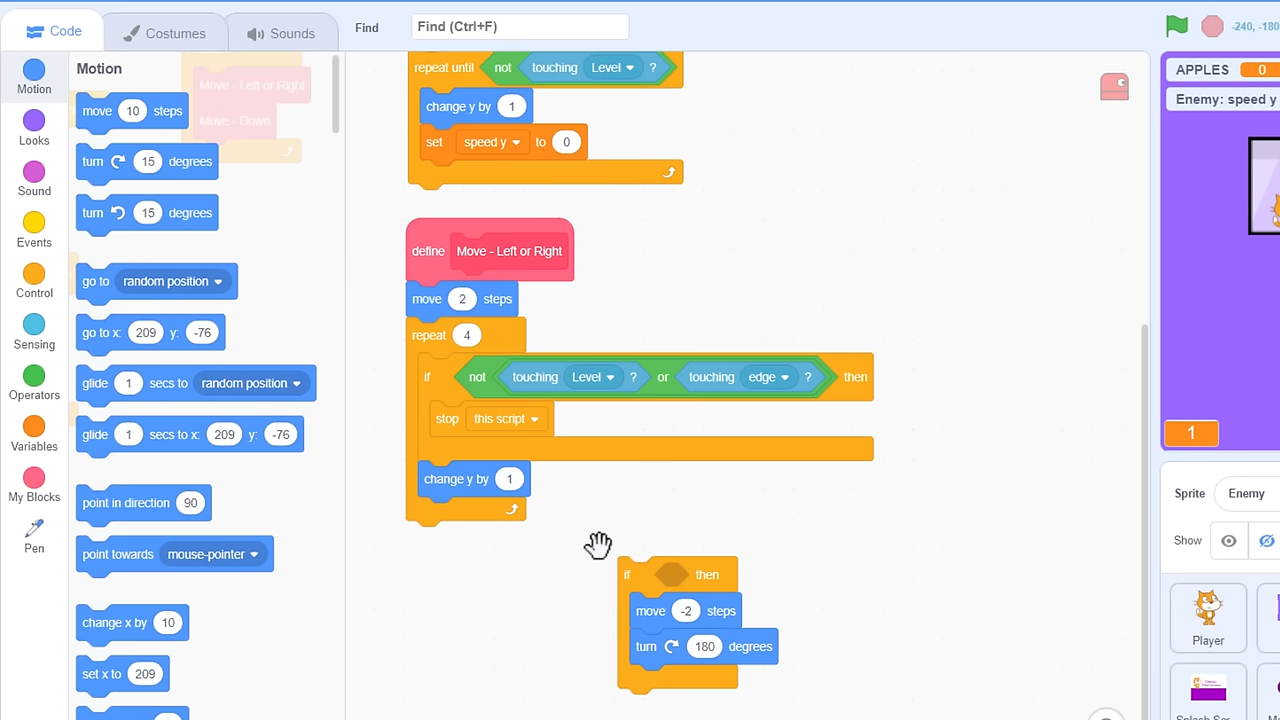 Code
Costumes
Sounds
Find
Find (Ctrl+F)
-240, -180
Motion
Looks
Sound
Events
Control
Sensing
Operators
Variables
My Blocks
Pen
Motion
Move - Left or Right
Move - Down
move 10 steps
turn 15 degrees
turn 15 degrees
go to random position
go to x: 209 y: -76
glide 1 secs to random position
glide 1 secs to x: 209 y: -76
point in direction 90
point towards mouse-pointer
change x by 10
set x to 209
repeat until not touching Level ?
change y by 1
set speed y to 0
define Move - Left or Right
move 2 steps
repeat 4
if not touching Level ? or touching edge ? then
stop this script
change y by 1
if then
move -2 steps
turn 180 degrees
APPLES 0
Enemy: speed y
1
Sprite Enemy
Show
Player